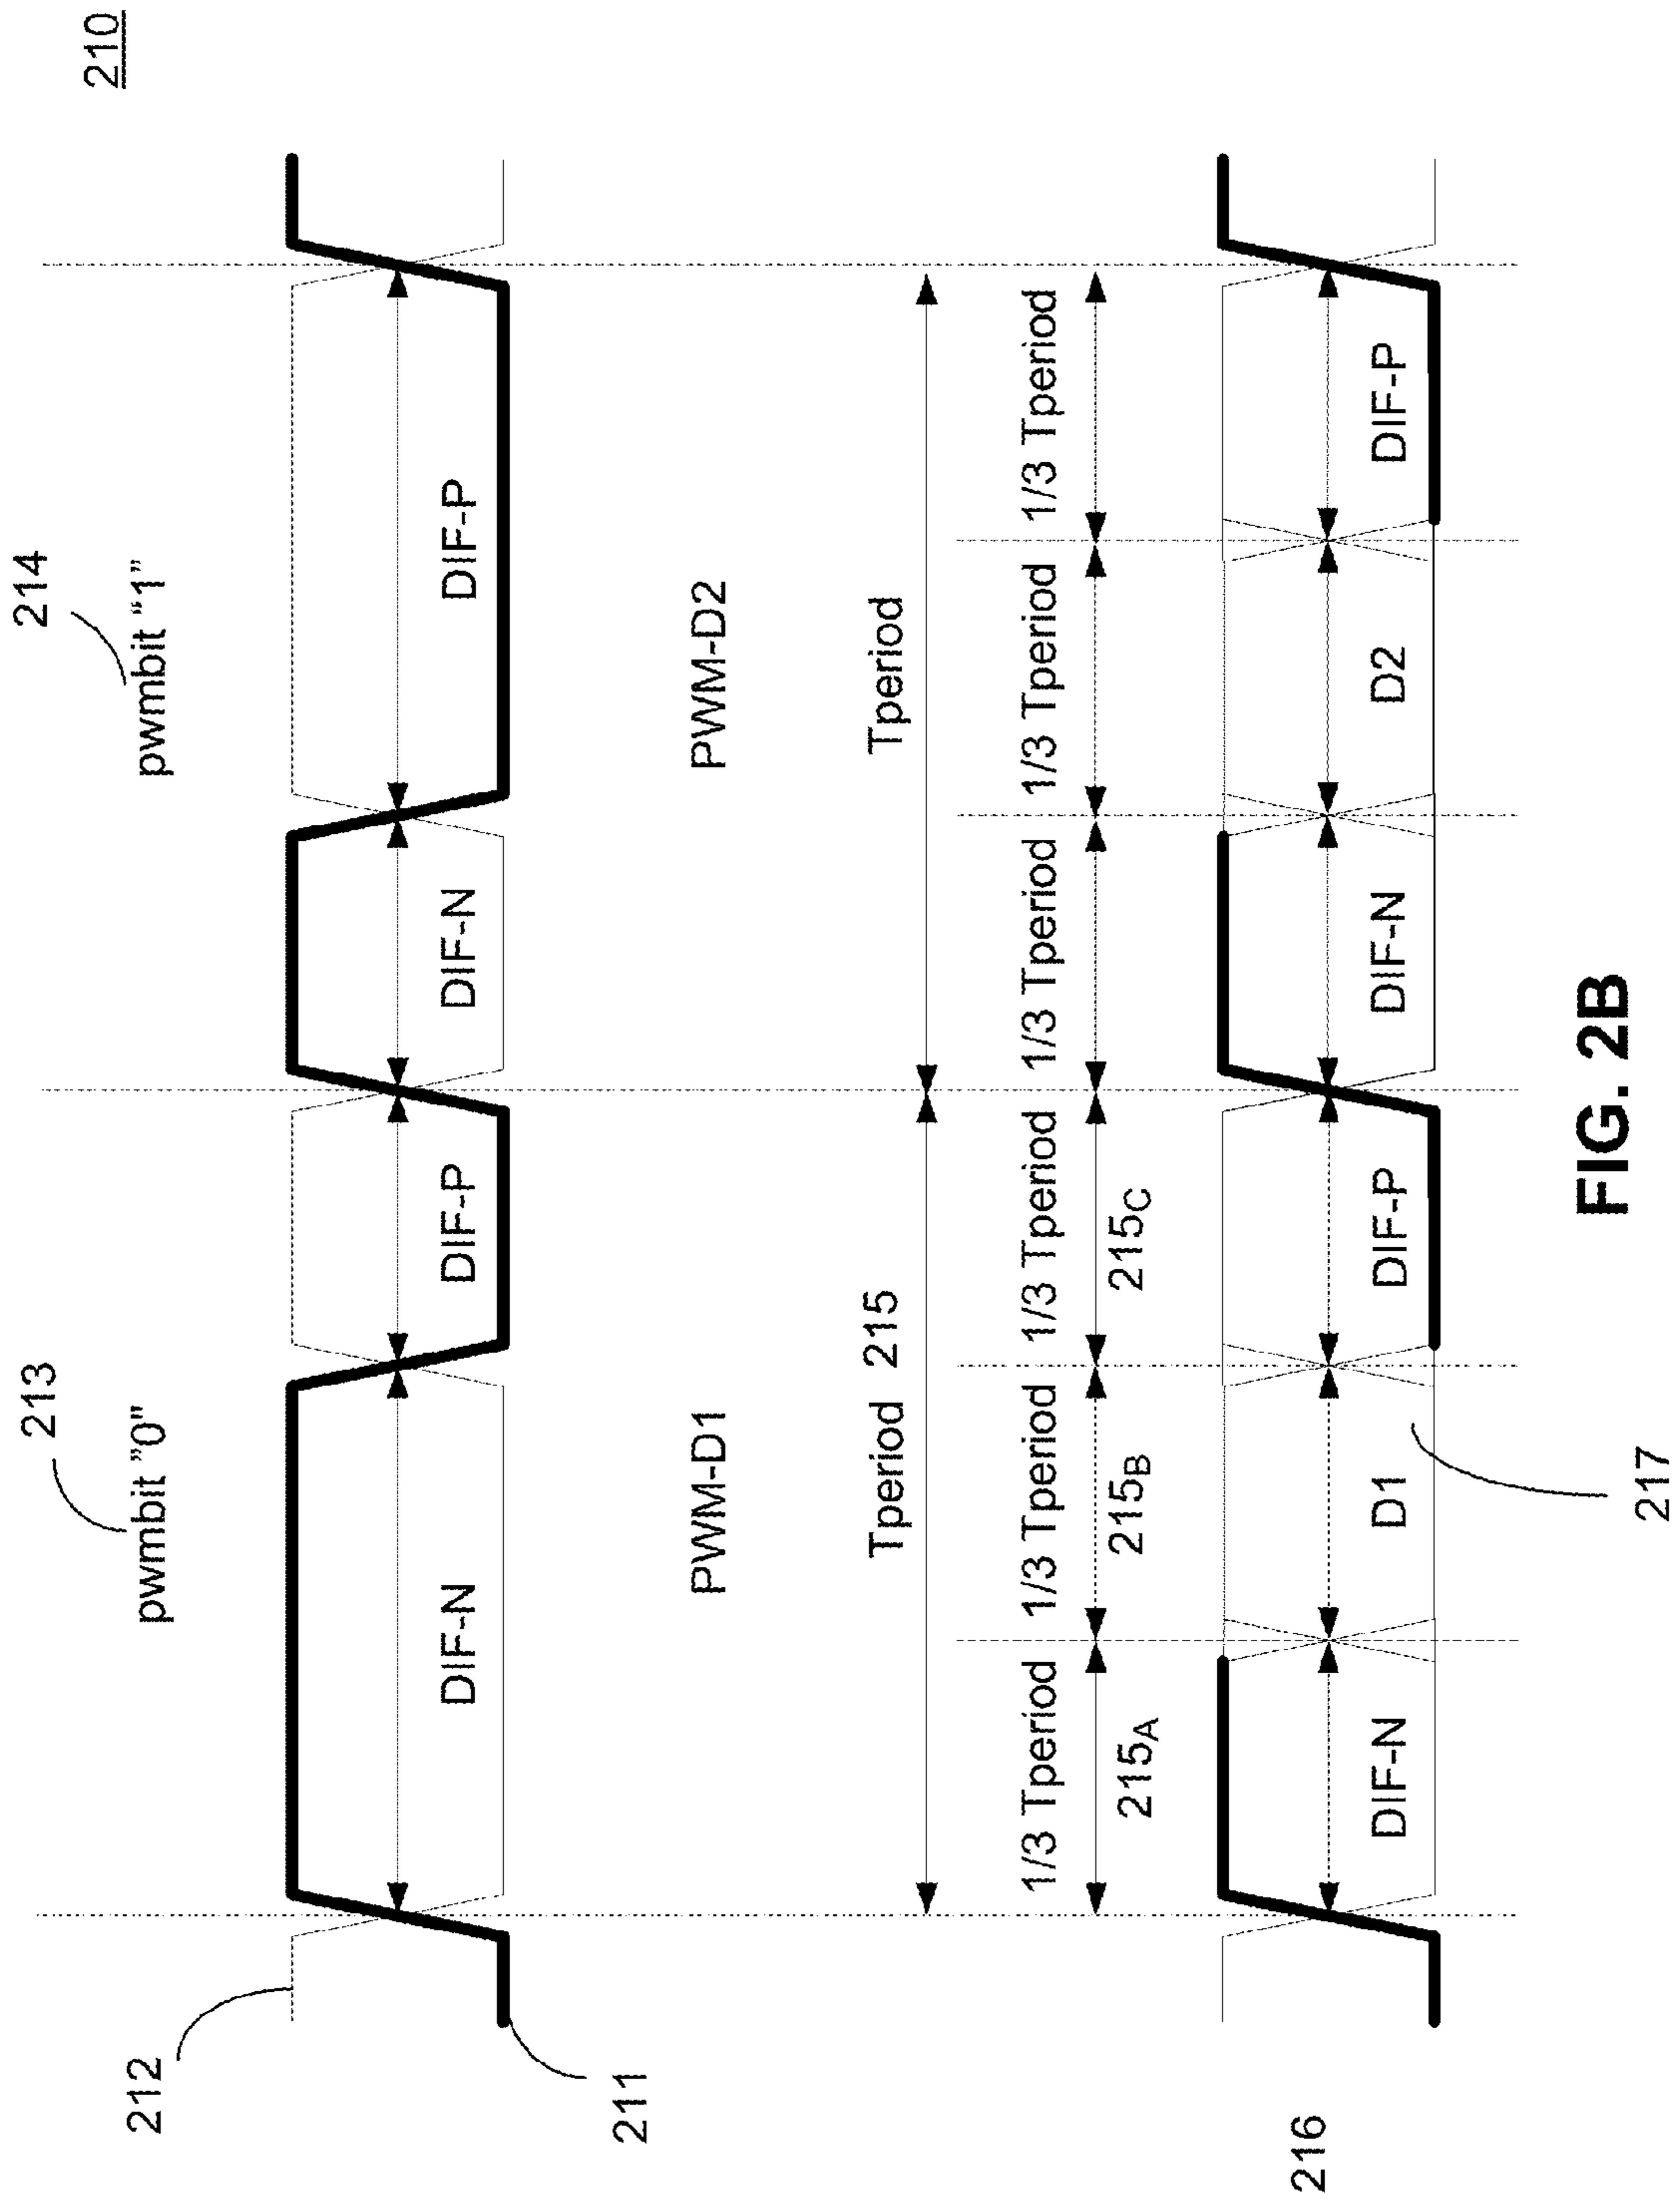 210
213
214
pwmbit ”0"
pwmbit “1”
212
DIF-N
DIF-P
DIF-N
DIF-P
211
PWM-D1
PWM-D2
Tperiod 215
Tperiod
1/3 Tperiod
1/3 Tperiod
1/3 Tperiod
1/3 Tperiod
1/3 Tperiod
1/3 Tperiod
215A
215B
215C
216
DIF-N
D1
DIF-P
DIF-N
D2
DIF-P
217
FIG. 2B